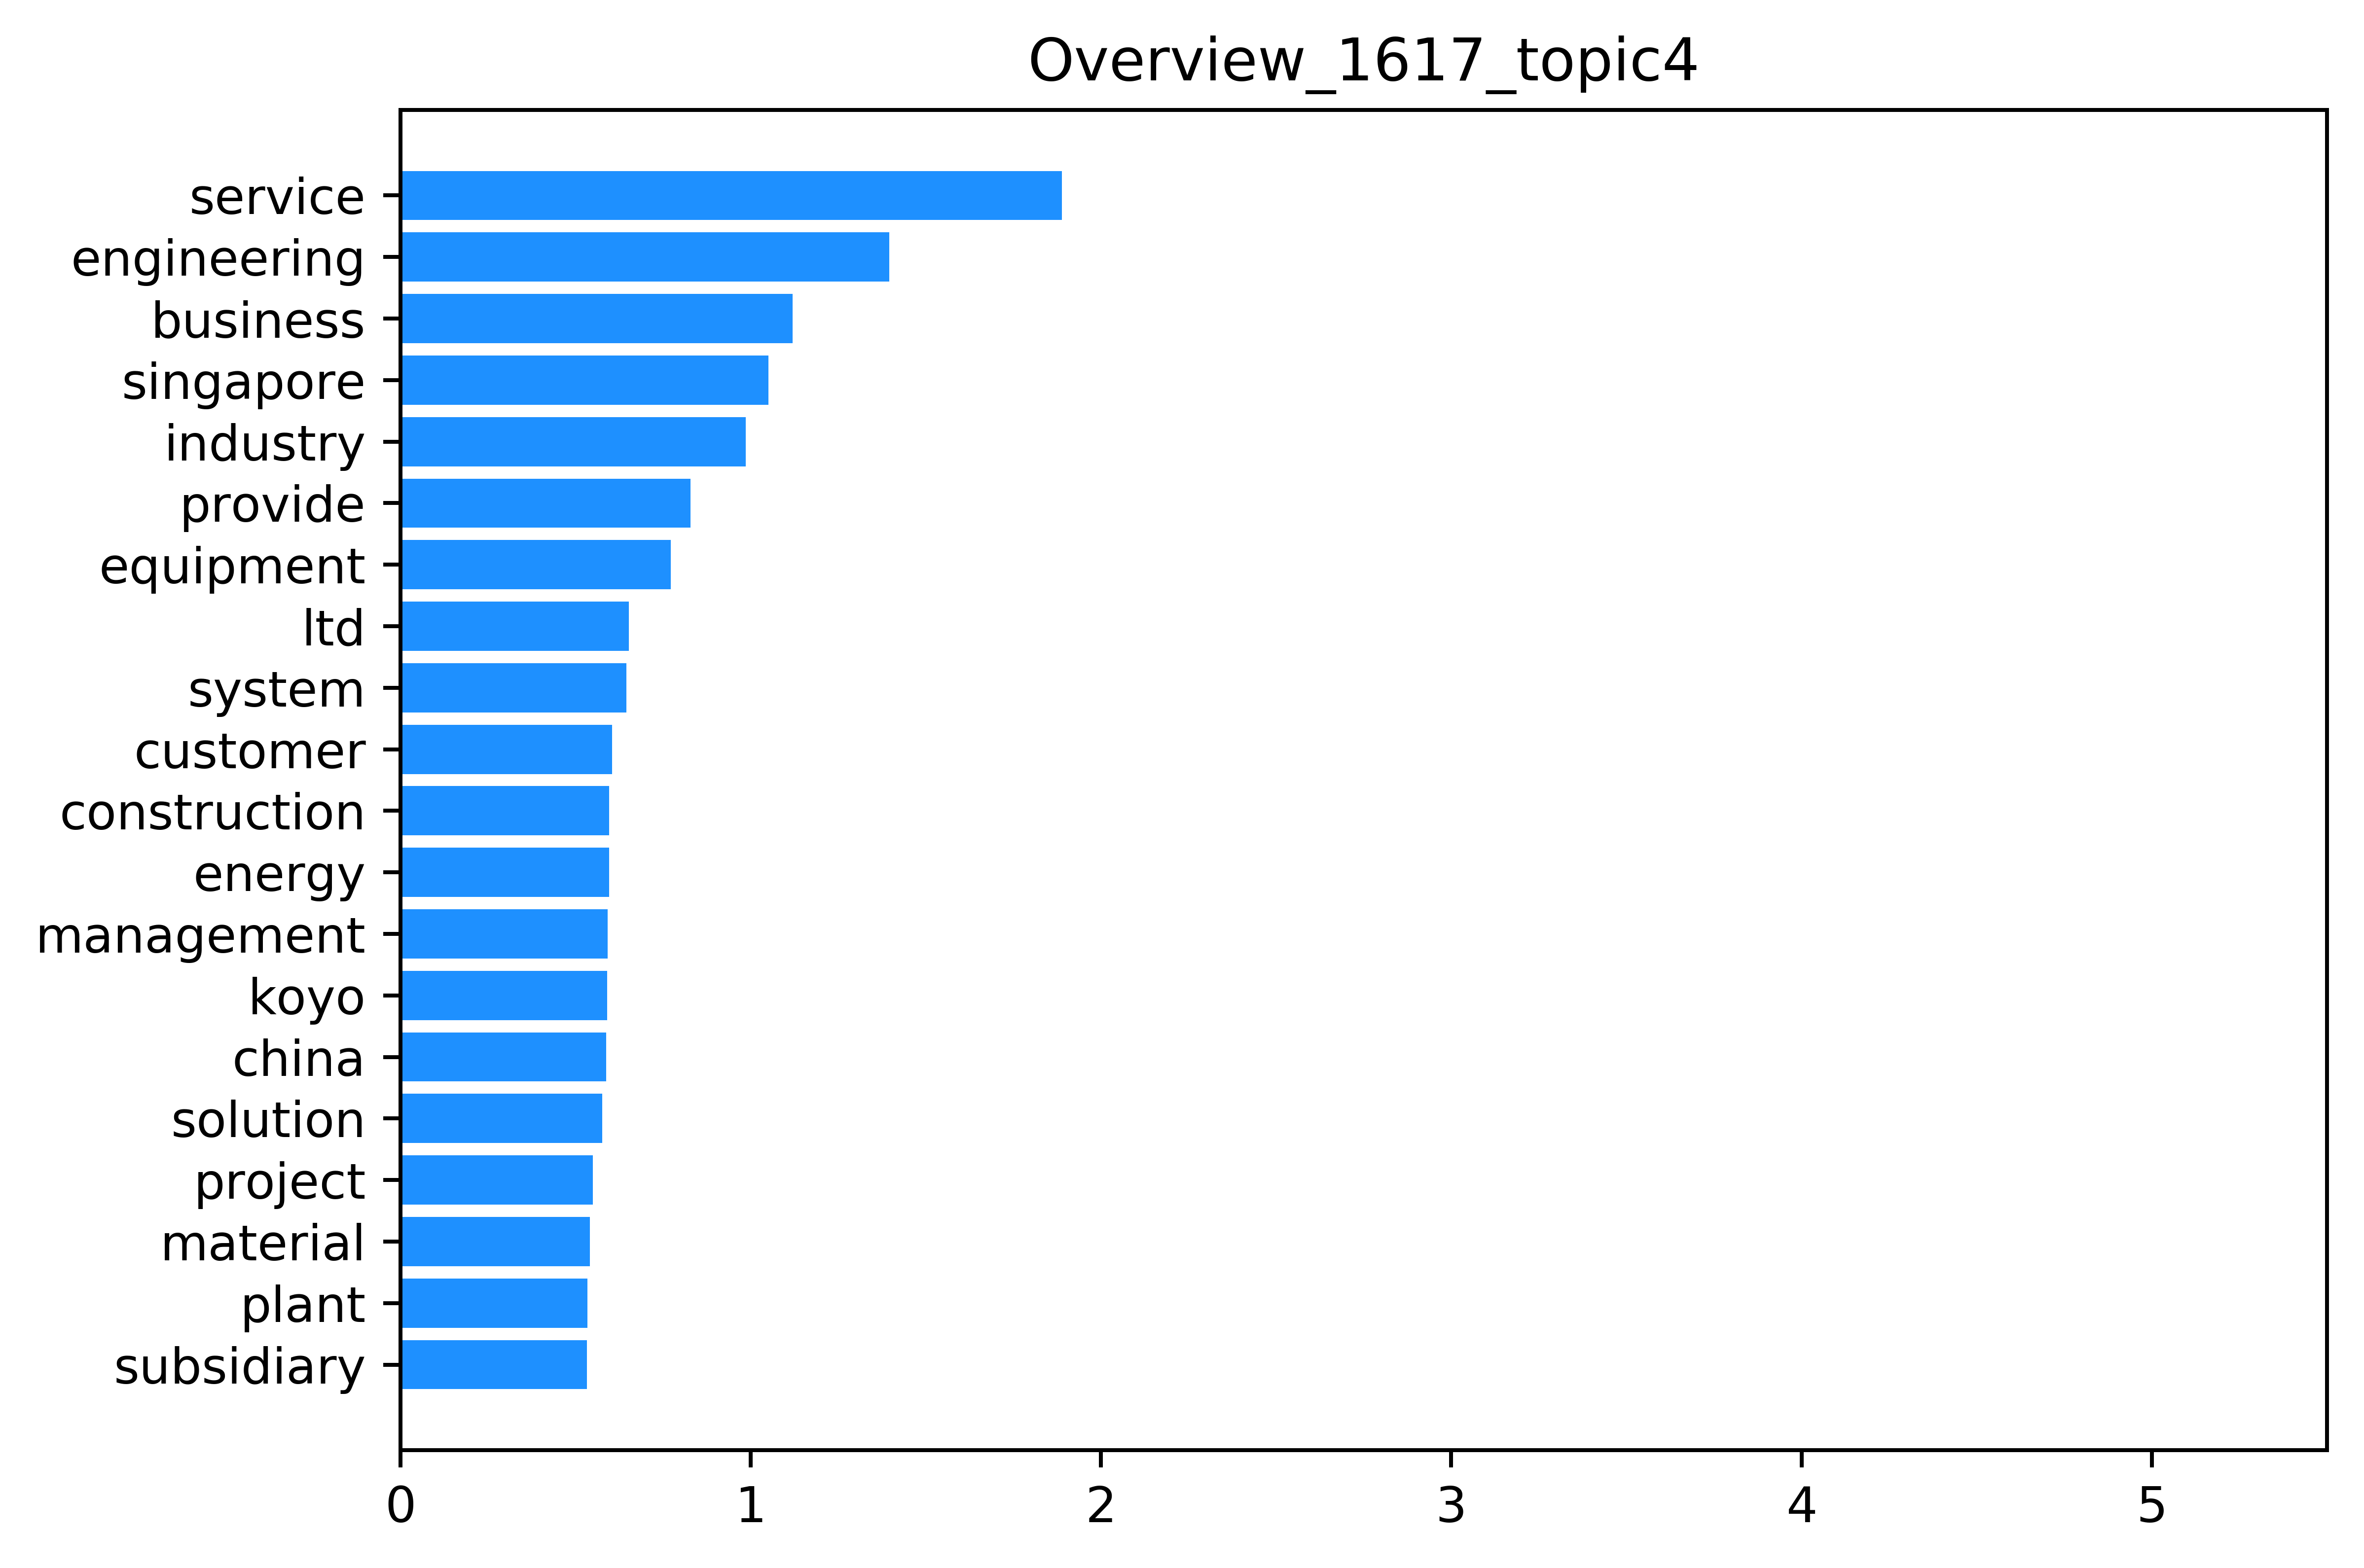 Overview_1617_topic4
service
engineering
business
singapore
industry
provide
equipment
ltd
system
customer
construction
energy
management
koyo
china
solution
project
material
plant
subsidiary
0 1 2 3 4 5